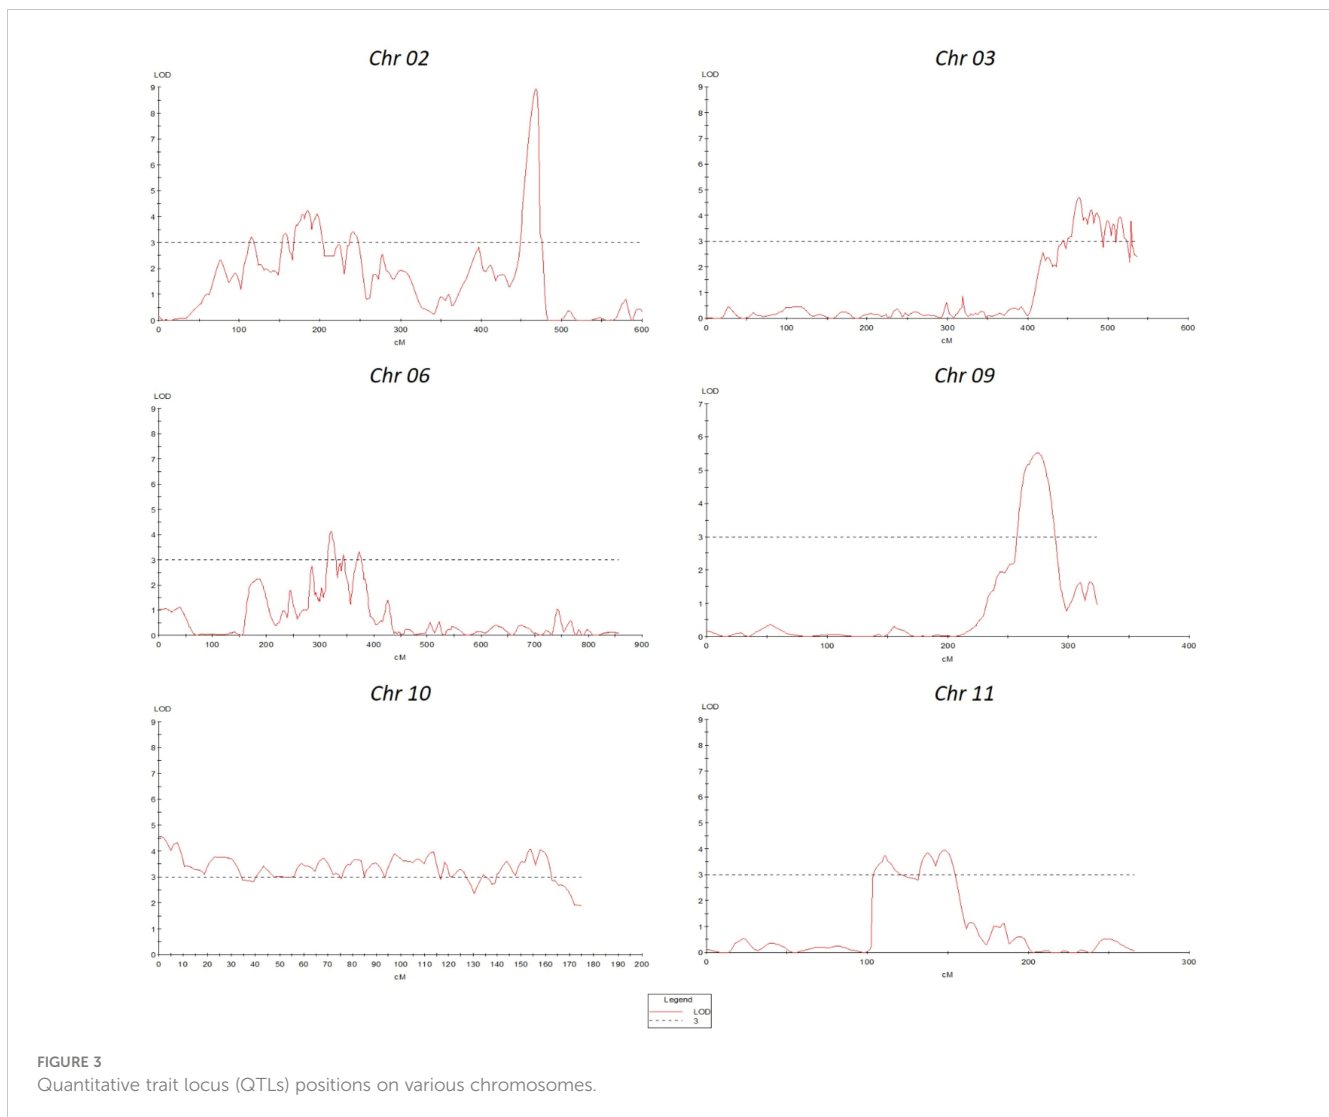 Chr 02
LOD
9
8
7
6
5
4
3
2
1
0
0 100 200 300 400 500 600
cM
Chr 03
LOD
9
8
7
6
5
4
3
2
1
0
0 100 200 300 400 500 600
cM
Chr 06
LOD
9
8
7
6
5
4
3
2
1
0
0 100 200 300 400 500 600 700 800 900
cM
Chr 09
LOD
7
6
5
4
3
2
1
0
0 100 200 300 400
cM
Chr 10
LOD
9
8
7
6
5
4
3
2
1
0
0 10 20 30 40 50 60 70 80 90 100 110 120 130 140 150 160 170 180 190 200
cM
Chr 11
LOD
9
8
7
6
5
4
3
2
1
0
0 100 200 300
cM
Legend
LOD
3
FIGURE 3
Quantitative trait locus (QTLs) positions on various chromosomes.